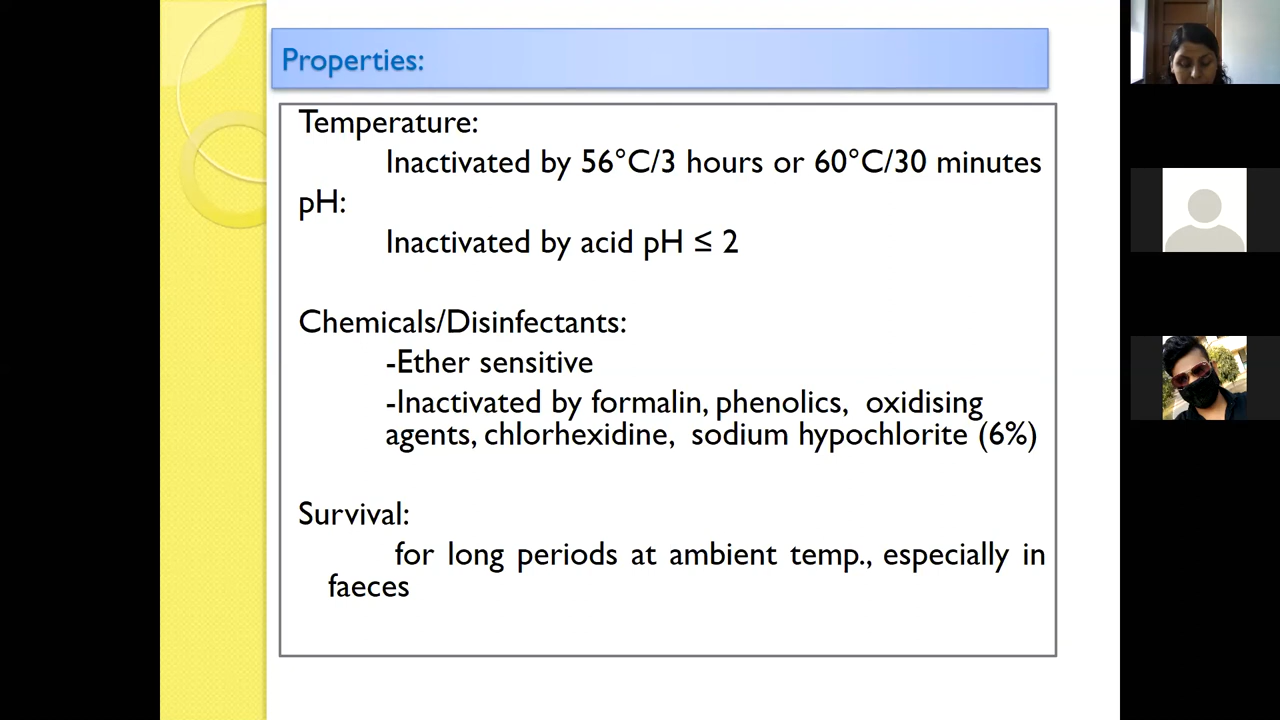 Properties:
Temperature:
Inactivated by 56°C/3 hours or 60°C/30 minutes
pH:
Inactivated by acid pH ≤ 2
Chemicals/Disinfectants:
-Ether sensitive
-Inactivated by formalin, phenolics, oxidising
agents, chlorhexidine, sodium hypochlorite (6%)
Survival:
for long periods at ambient temp., especially in
faeces